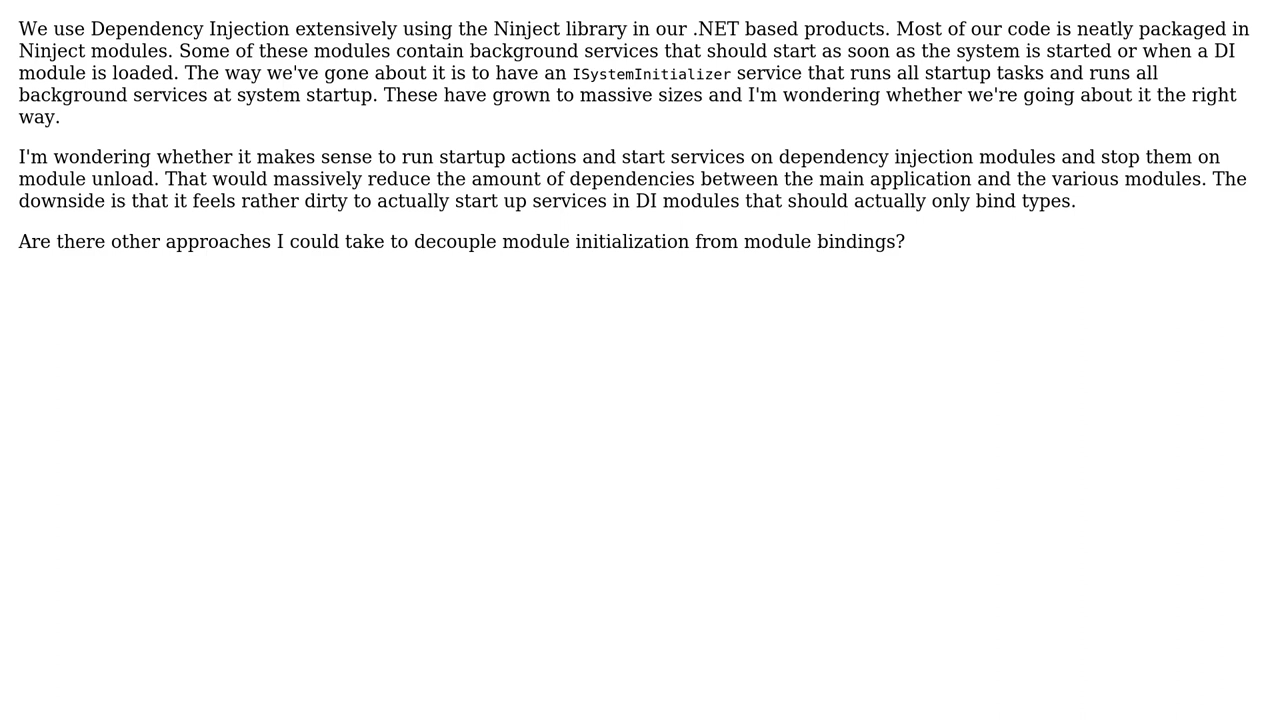 We use Dependency Injection extensively using the Ninject library in our .NET based products. Most of our code is neatly packaged in
Ninject modules. Some of these modules contain background services that should start as soon as the system is started or when a DI
module is loaded. The way we've gone about it is to have an ISystemInitializer service that runs all startup tasks and runs all
background services at system startup. These have grown to massive sizes and I'm wondering whether we're going about it the right
way.
I'm wondering whether it makes sense to run startup actions and start services on dependency injection modules and stop them on
module unload. That would massively reduce the amount of dependencies between the main application and the various modules. The
downside is that it feels rather dirty to actually start up services in DI modules that should actually only bind types.
Are there other approaches I could take to decouple module initialization from module bindings?